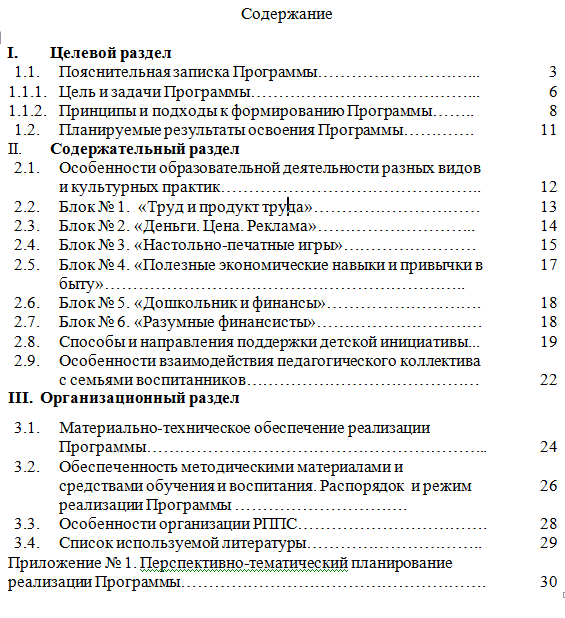 Содержание
I. Целевой раздел
1.1. Пояснительная записка Программы………………………... 3
1.1.1. Цель и задачи Программы……………………………... 6
1.1.2. Принципы и подходы к формированию Программы…….. 8
1.2. Планируемые результаты освоения Программы…………. 11
II. Содержательный раздел
2.1. Особенности образовательной деятельности разных видов
и культурных практик………………………………….. 12
2.2. Блок № 1. «Труд и продукт труда»……………………… 13
2.3. Блок № 2. «Деньги. Цена. Реклама»…………………….. 14
2.4. Блок № 3. «Настольно-печатные игры»………………… 15
2.5. Блок № 4. «Полезные экономические навыки и привычки в 17
быту»………………………………………………….
2.6. Блок № 5. «Дошкольник и финансы»…………………… 18
2.7. Блок № 6. «Разумные финансисты»……………………… 18
2.8. Способы и направления поддержки детской инициативы... 19
2.9. Особенности взаимодействия педагогического коллектива
с семьями воспитанников……………………………… 22
III. Организационный раздел
3.1. Материально-техническое обеспечение реализации
Программы…………………………………………….. 24
3.2. Обеспеченность методическими материалами и
средствами обучения и воспитания. Распорядок и режим 26
реализации Программы ………………………
3.3. Особенности организации РППС………………………… 28
3.4. Список используемой литературы……………………….. 29
Приложение № 1. Перспективно-тематический планирование
реализации Программы………………………………………… 30